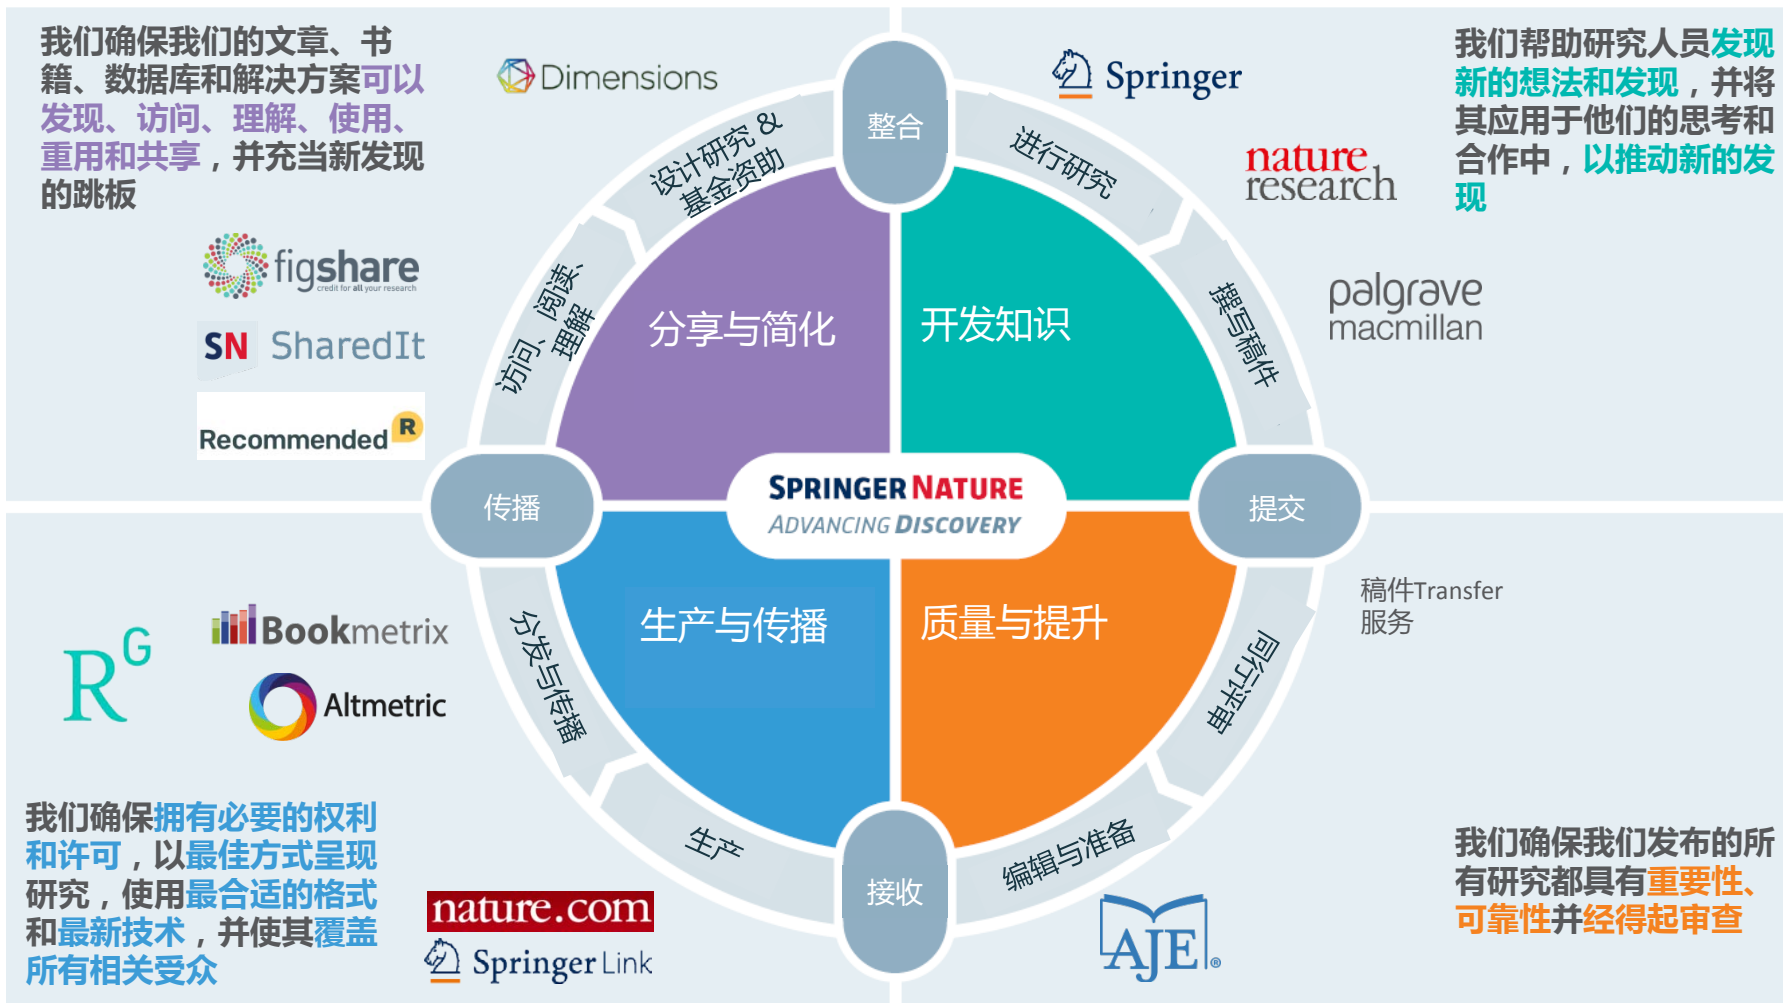 我们确保我们的文章、书
籍、数据库和解决方案可以
发现、访问、理解、使用、
重用和共享，并充当新发现
的跳板
Dimensions
figshare
credit for all your research
SN SharedIt
Recommended R
整合
Springer
nature
research
palgrave
macmillan
我们帮助研究人员发现
新的想法和发现，并将
其应用于他们的思考和
合作中，以推动新的发
现
设计研究 &
基金资助
进行研究
访问、阅读、
理解
撰写稿件
分享与简化
开发知识
传播
SPRINGER NATURE
ADVANCING DISCOVERY
提交
生产与传播
质量与提升
分发与传播
同行评审
生产
编辑与准备
接收
稿件Transfer
服务
RG
Bookmetrix
Altmetric
我们确保拥有必要的权利
和许可，以最佳方式呈现
研究，使用最合适的格式
和最新技术，并使其覆盖
所有相关受众
nature.com
Springer Link
AJE®
我们确保我们发布的所
有研究都具有重要性、
可靠性并经得起审查